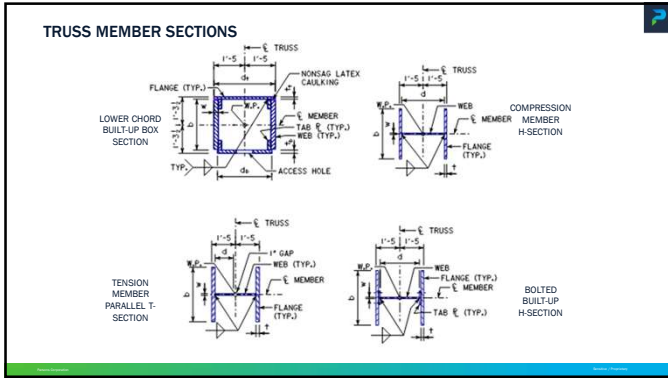 TRUSS MEMBER SECTIONS
LOWER CHORD
BUILT-UP BOX
SECTION
℄ TRUSS
1'-5 1'-5
FLANGE (TYP.)
NONSAG LATEX
CAULKING
W.P.
w
℄ MEMBER
TAB ℄ (TYP.)
WEB (TYP.)
b
TYP.
ACCESS HOLE
℄ TRUSS
1'-5 1'-5
d
W.P.
WEB
℄ MEMBER
w
b
FLANGE
(TYP.)
t
COMPRESSION
MEMBER
H-SECTION
TENSION
MEMBER
PARALLEL T-
SECTION
℄ TRUSS
1'-5 1'-5
d
1" GAP
W.P.
WEB (TYP.)
℄ MEMBER
w
b
FLANGE
(TYP.)
t
℄ TRUSS
1'-5 1'-5
d
W.P.
WEB
FLANGE (TYP.)
℄ MEMBER
w
b
TAB ℄ (TYP.)
t
BOLTED
BUILT-UP
H-SECTION